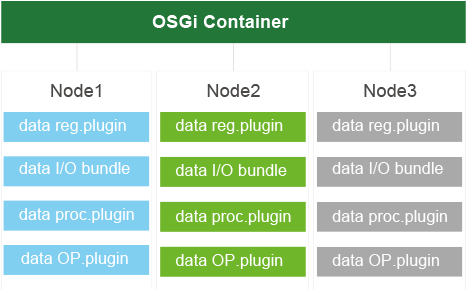 OSGi Container
Node1
data reg.plugin
data I/O bundle
data proc.plugin
data OP.plugin
Node2
data reg.plugin
data I/O bundle
data proc.plugin
data OP.plugin
Node3
data reg.plugin
data I/O bundle
data proc.plugin
data OP.plugin